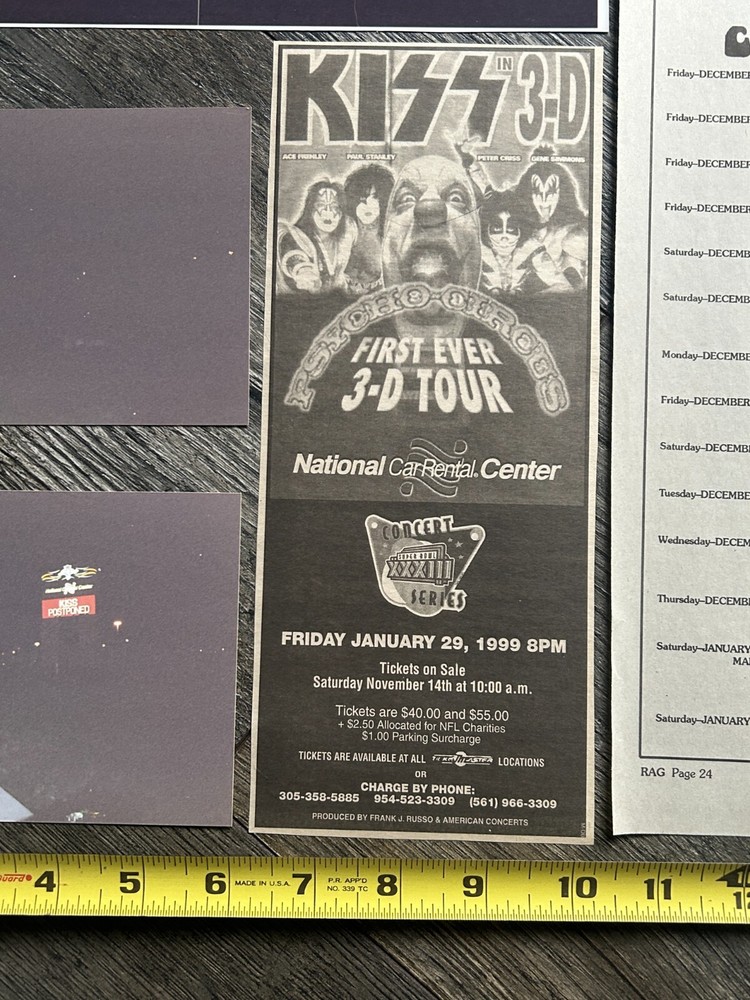 KISS IN 3-D
ACE FREHLEY PAUL STANLEY PETER CRISS GENE SIMMONS
PSYCHO-CIRCUS
FIRST EVER
3-D TOUR
National Car Rental. Center
CONCERT
SUPER BOWL
XXXIII
SERIES
FRIDAY JANUARY 29, 1999 8PM
Tickets on Sale
Saturday November 14th at 10:00 a.m.
Tickets are $40.00 and $55.00
+ $2.50 Allocated for NFL Charities
$1.00 Parking Surcharge
TICKETS ARE AVAILABLE AT ALL TICKETMASTER LOCATIONS
OR
CHARGE BY PHONE:
305-358-5885 954-523-3309 (561) 966-3309
PRODUCED BY FRANK J. RUSSO & AMERICAN CONCERTS
KISS
POSTPONED
Friday–DECEMBER
Friday–DECEMBER
Friday–DECEMBER
Friday–DECEMBER
Saturday–DECEMBER
Saturday–DECEMB
Monday–DECEMBE
Friday–DECEMBER
Saturday–DECEMB
Tuesday–DECEMBE
Wednesday–DECEM
Thursday–DECEMB
Saturday–JANUARY
MA
Saturday–JANUARY
RAG Page 24
4 5 6 MADE IN U.S.A. 7 P.R. APP'D NO. 339 TC 8 9 10 11 12